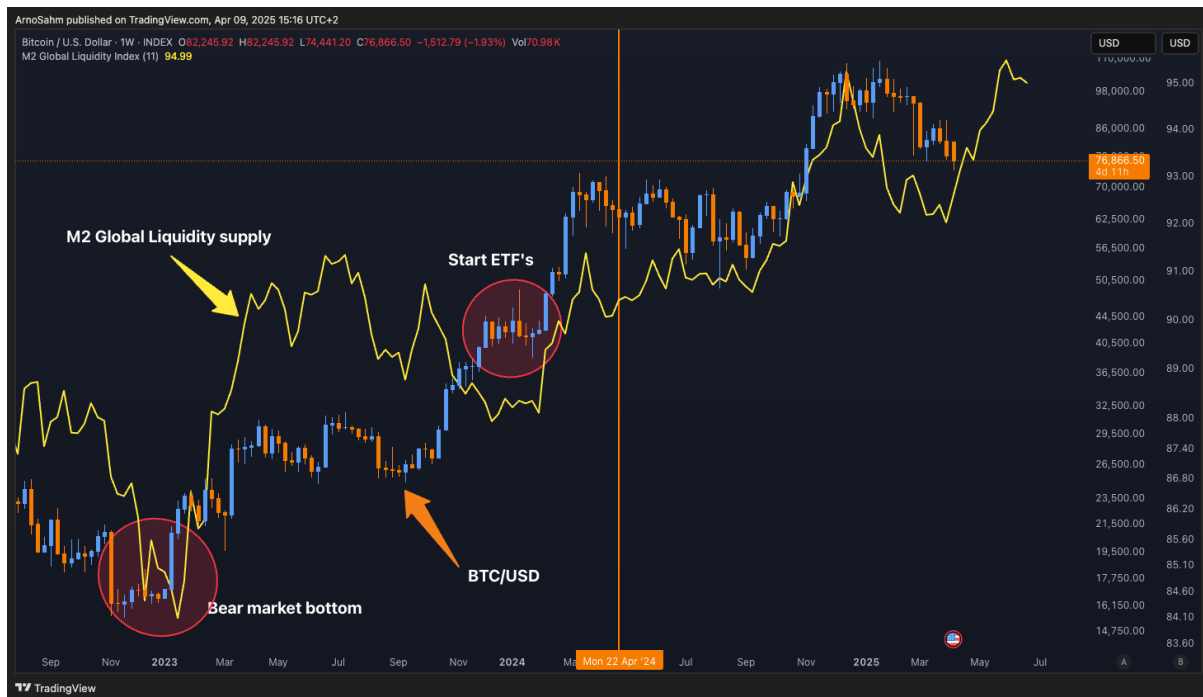 ArnoSahm published on TradingView.com, Apr 09, 2025 15:16 UTC+2
Bitcoin / U.S. Dollar · 1W · INDEX O82,245.92 H82,245.92 L74,441.20 C76,866.50 −1,512.79 (−1.93%) Vol70.98 K
M2 Global Liquidity Index (11) 94.99
USD USD
110,000.00
98,000.00 95.00
86,000.00 94.00
76,866.50
4d 11h
93.00
70,000.00
62,500.00 92.00
M2 Global Liquidity supply
56,500.00
Start ETF's
91.00
50,500.00
44,500.00 90.00
40,500.00
36,500.00 89.00
32,500.00 88.00
29,500.00 87.40
26,500.00 86.80
23,500.00 86.20
21,500.00 85.60
19,500.00 85.10
BTC/USD
17,750.00 84.60
Bear market bottom
16,150.00 84.10
14,750.00 83.60
Sep Nov 2023 Mar May Jul Sep Nov 2024 Mon 22 Apr '24 Jul Sep Nov 2025 Mar May Jul A B
TradingView